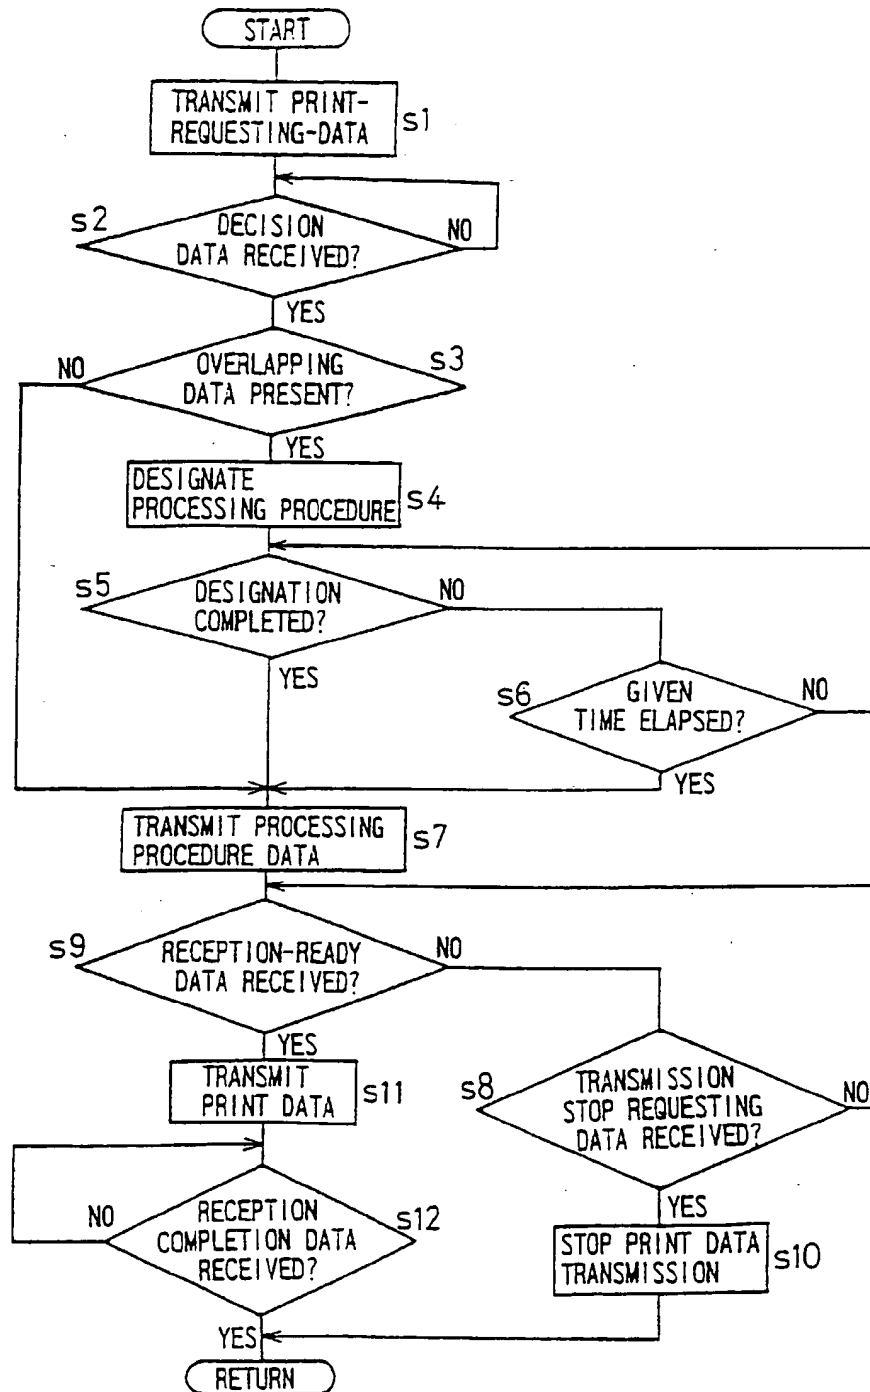 START
TRANSMIT PRINT-
REQUESTING-DATA
s1
s2
DECISION
DATA RECEIVED?
NO
YES
NO
OVERLAPPING
DATA PRESENT?
s3
YES
DESIGNATE
PROCESSING PROCEDURE
s4
s5
DESIGNATION
COMPLETED?
NO
YES
s6
GIVEN
TIME ELAPSED?
NO
YES
TRANSMIT PROCESSING
PROCEDURE DATA
s7
s9
RECEPTION-READY
DATA RECEIVED?
NO
YES
TRANSMIT
PRINT DATA
s11
s8
TRANSMISSION
STOP REQUESTING
DATA RECEIVED?
NO
YES
NO
RECEPTION
COMPLETION DATA
RECEIVED?
s12
STOP PRINT DATA
TRANSMISSION
s10
YES
RETURN